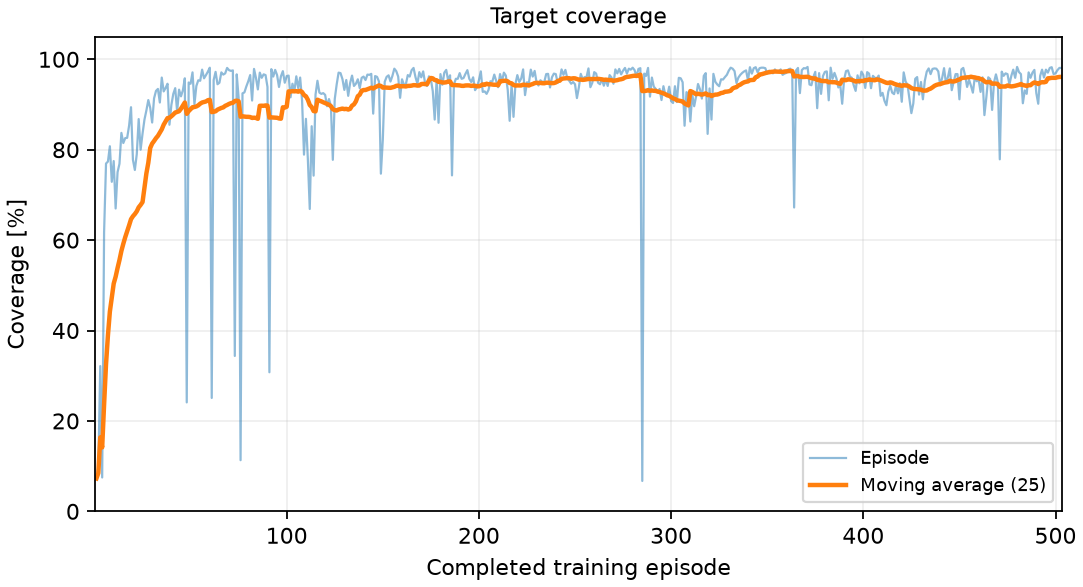 Target coverage
100
80
60
40
20
0
Coverage [%]
Episode
Moving average (25)
100
200
300
400
500
Completed training episode